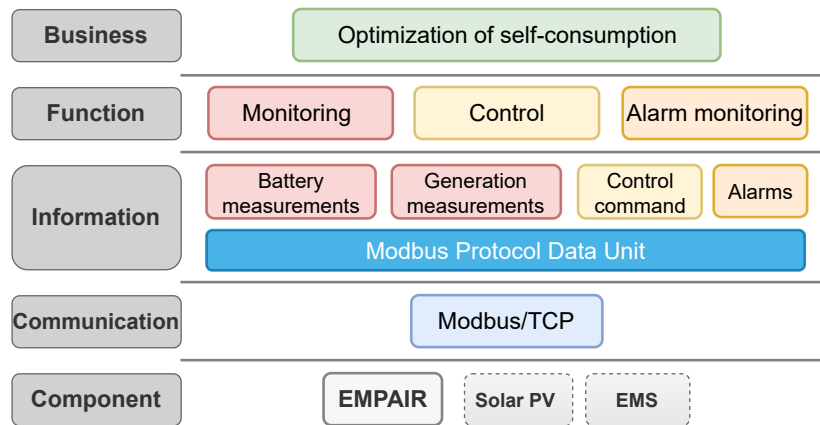 Business
Optimization of self-consumption
Function
Monitoring
Control
Alarm monitoring
Information
Battery
measurements
Generation
measurements
Control
command
Alarms
Modbus Protocol Data Unit
Communication
Modbus/TCP
Component
EMPAIR
Solar PV
EMS